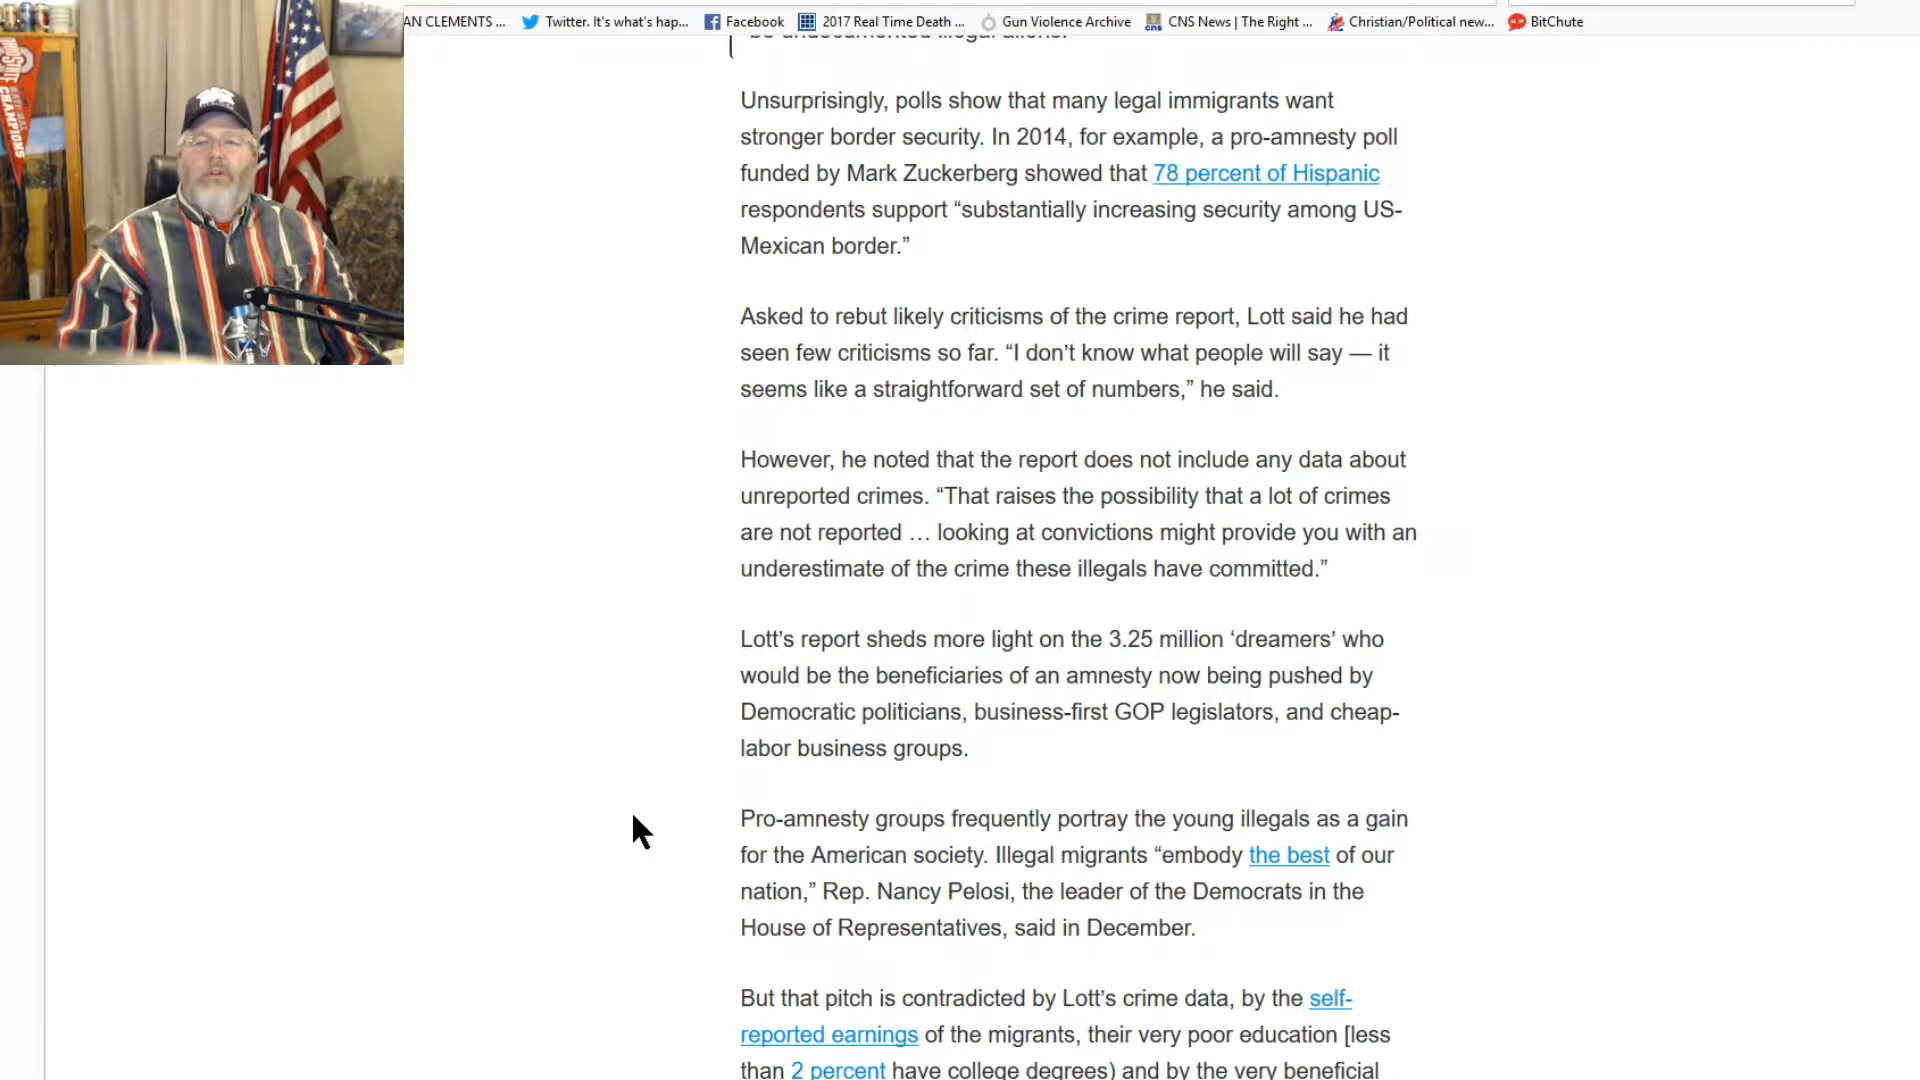 AN CLEMENTS ... Twitter. It's what's hap... Facebook 2017 Real Time Death ... Gun Violence Archive CNS News | The Right ... Christian/Political new... BitChute
be undocumented illegal aliens.
Unsurprisingly, polls show that many legal immigrants want
stronger border security. In 2014, for example, a pro-amnesty poll
funded by Mark Zuckerberg showed that 78 percent of Hispanic
respondents support “substantially increasing security among US-
Mexican border.”
Asked to rebut likely criticisms of the crime report, Lott said he had
seen few criticisms so far. “I don’t know what people will say — it
seems like a straightforward set of numbers,” he said.
However, he noted that the report does not include any data about
unreported crimes. “That raises the possibility that a lot of crimes
are not reported … looking at convictions might provide you with an
underestimate of the crime these illegals have committed.”
Lott’s report sheds more light on the 3.25 million ‘dreamers’ who
would be the beneficiaries of an amnesty now being pushed by
Democratic politicians, business-first GOP legislators, and cheap-
labor business groups.
Pro-amnesty groups frequently portray the young illegals as a gain
for the American society. Illegal migrants “embody the best of our
nation,” Rep. Nancy Pelosi, the leader of the Democrats in the
House of Representatives, said in December.
But that pitch is contradicted by Lott’s crime data, by the self-
reported earnings of the migrants, their very poor education [less
than 2 percent have college degrees) and by the very beneficial
CHAMPIONS